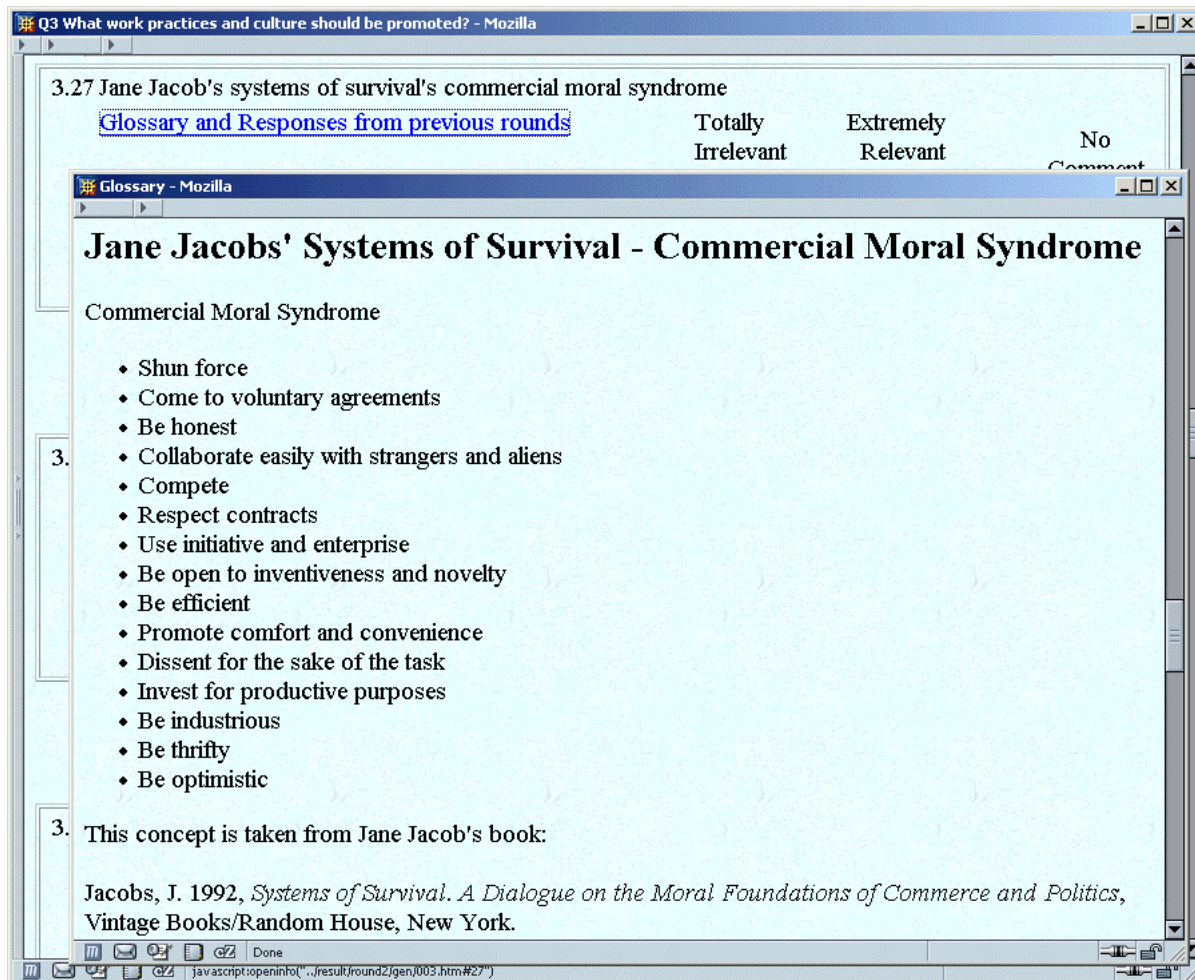 Q3 What work practices and culture should be promoted? - Mozilla
3.27 Jane Jacob's systems of survival's commercial moral syndrome
Glossary and Responses from previous rounds
Totally
Irrelevant
Extremely
Relevant
No
Comment
Glossary - Mozilla
Jane Jacobs' Systems of Survival - Commercial Moral Syndrome
Commercial Moral Syndrome
• Shun force
• Come to voluntary agreements
• Be honest
• Collaborate easily with strangers and aliens
• Compete
• Respect contracts
• Use initiative and enterprise
• Be open to inventiveness and novelty
• Be efficient
• Promote comfort and convenience
• Dissent for the sake of the task
• Invest for productive purposes
• Be industrious
• Be thrifty
• Be optimistic
3.
3.
This concept is taken from Jane Jacob's book:
Jacobs, J. 1992, Systems of Survival. A Dialogue on the Moral Foundations of Commerce and Politics,
Vintage Books/Random House, New York.
Done
javascript:openinfo("../result/round2/gen/003.htm#27")